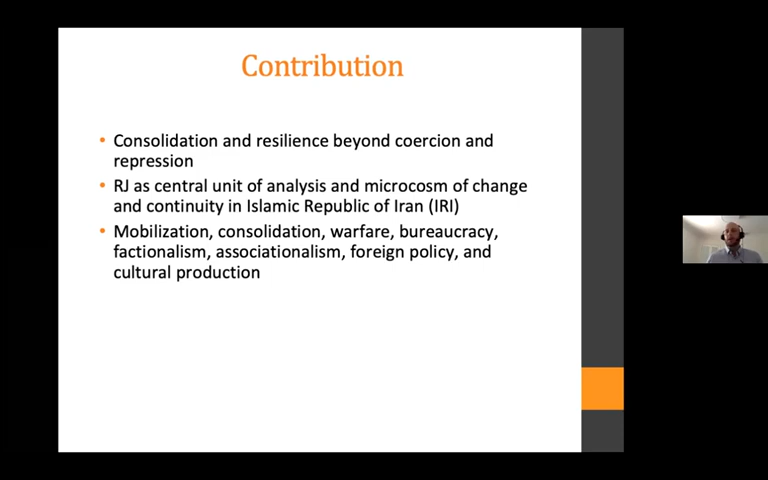 Contribution
• Consolidation and resilience beyond coercion and
repression
• RJ as central unit of analysis and microcosm of change
and continuity in Islamic Republic of Iran (IRI)
• Mobilization, consolidation, warfare, bureaucracy,
factionalism, associationalism, foreign policy, and
cultural production